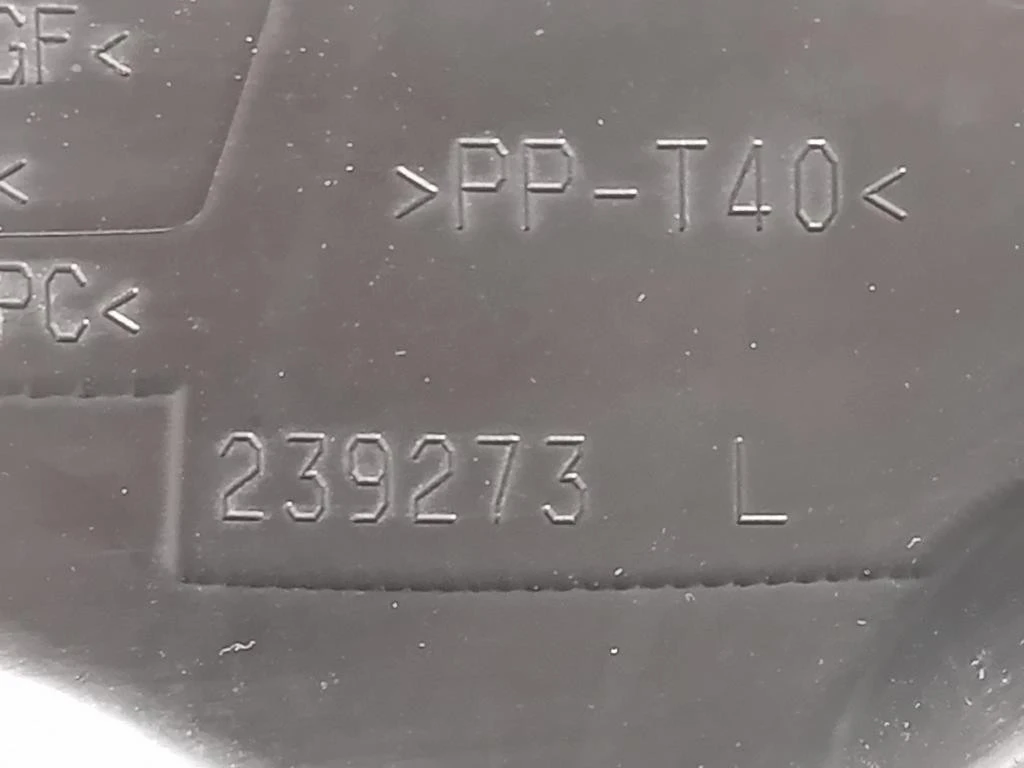 GF<
>PP-T40<
<
PC<
239273 L